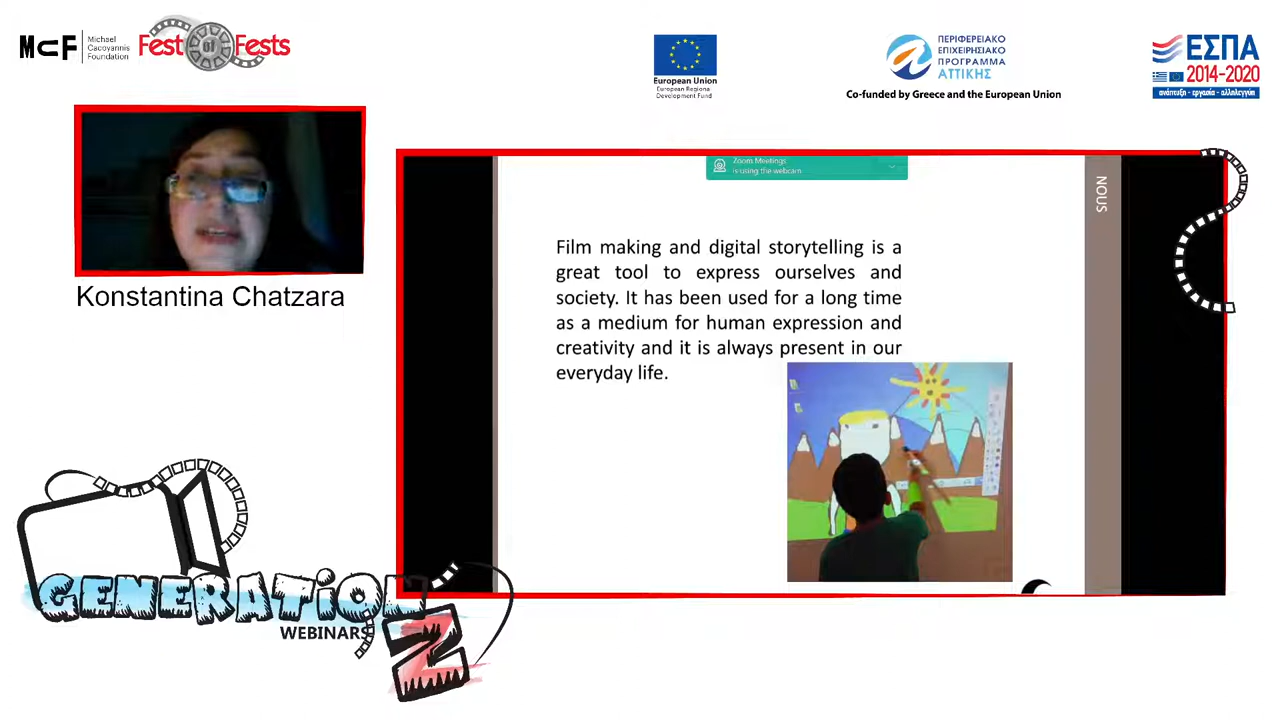 MCF
Michael
Cacoyannis
Foundation
Fest OF Fests
European Union
European Regional
Development Fund
ΠΕΡΙΦΕΡΕΙΑΚΟ
ΕΠΙΧΕΙΡΗΣΙΑΚΟ
ΠΡΟΓΡΑΜΜΑ
ΑΤΤΙΚΗΣ
Co-funded by Greece and the European Union
ΕΣΠΑ
2014-2020
ανάπτυξη - εργασία - αλληλεγγύη
Konstantina Chatzara
Zoom Meetings
is using the webcam
NOUS
Film making and digital storytelling is a
great tool to express ourselves and
society. It has been used for a long time
as a medium for human expression and
creativity and it is always present in our
everyday life.
GENERATION
WEBINARS
Z